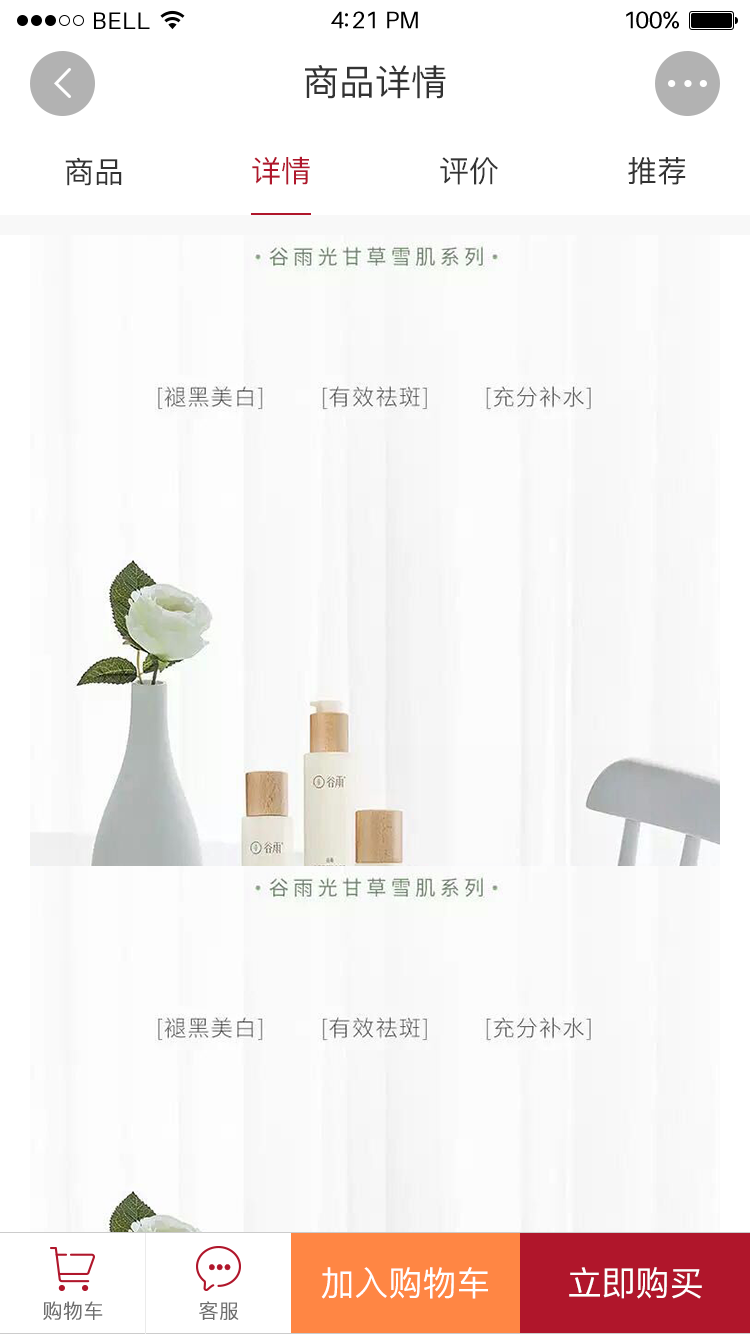 BELL 4:21 PM 100%
商品详情
商品 详情 评价 推荐
·谷雨光甘草雪肌系列·
[褪黑美白] [有效祛斑] [充分补水]
谷雨
谷雨
·谷雨光甘草雪肌系列·
[褪黑美白] [有效祛斑] [充分补水]
购物车 客服 加入购物车 立即购买